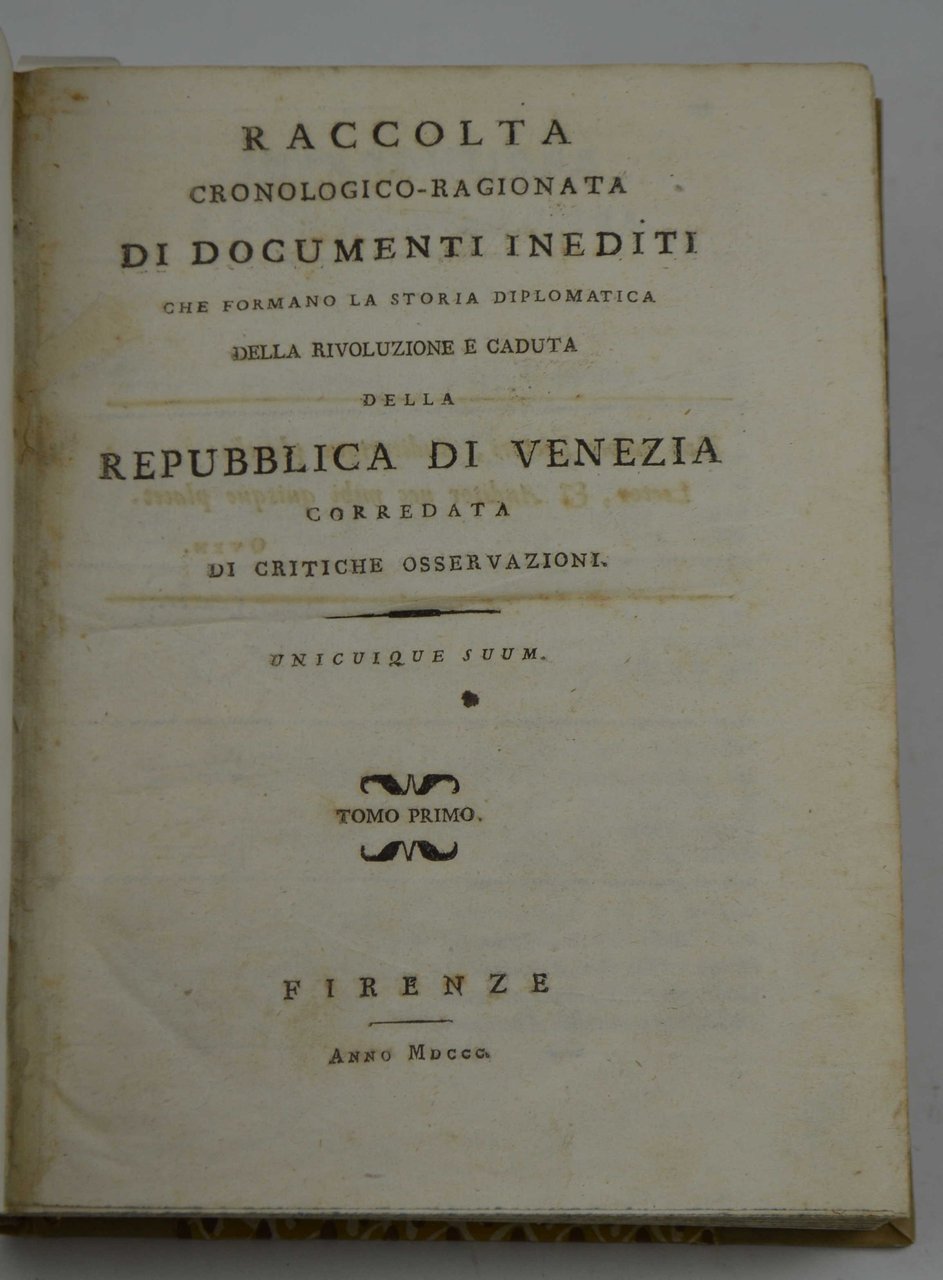 RACCOLTA
CRONOLOGICO-RAGIONATA
DI DOCUMENTI INEDITI
CHE FORMANO LA STORIA DIPLOMATICA
DELLA RIVOLUZIONE E CADUTA
DELLA
REPUBBLICA DI VENEZIA
CORREDATA
DI CRITICHE OSSERVAZIONI.
UNICUIQUE SUUM.
TOMO PRIMO.
FIRENZE
ANNO MDCCC.